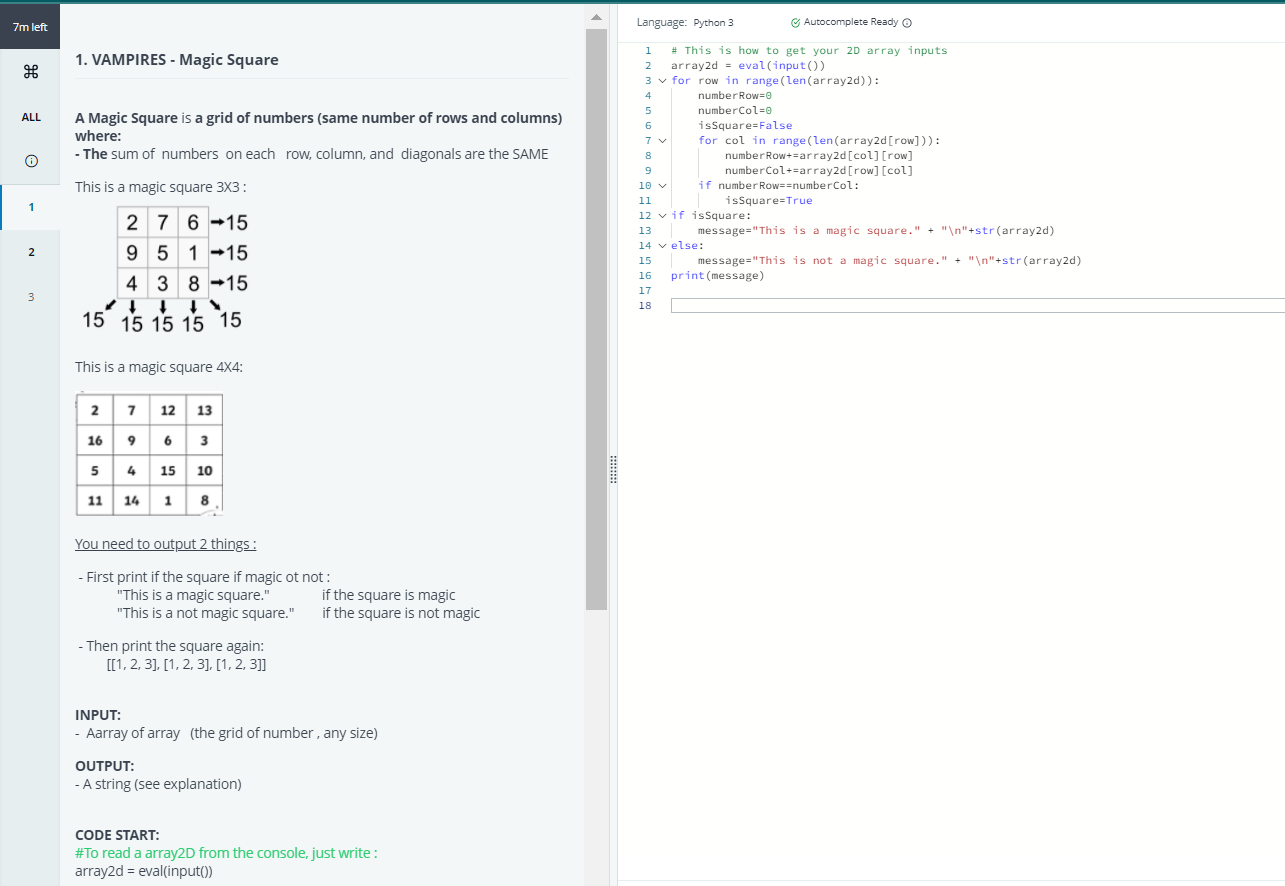 7m left
ALL
1
2
3
1. VAMPIRES - Magic Square
A Magic Square is a grid of numbers (same number of rows and columns)
where:
- The sum of numbers on each row, column, and diagonals are the SAME
This is a magic square 3X3 :
2 7 6 →15
9 5 1 →15
4 3 8 →15
15 15 15 15 15
This is a magic square 4X4:
2 7 12 13
16 9 6 3
5 4 15 10
11 14 1 8
You need to output 2 things :
- First print if the square if magic ot not :
"This is a magic square." if the square is magic
"This is a not magic square." if the square is not magic
- Then print the square again:
[[1, 2, 3], [1, 2, 3], [1, 2, 3]]
INPUT:
- Aarray of array (the grid of number , any size)
OUTPUT:
- A string (see explanation)
CODE START:
#To read a array2D from the console, just write :
array2d = eval(input())
Language: Python 3 Autocomplete Ready
1 # This is how to get your 2D array inputs
2 array2d = eval(input())
3 for row in range(len(array2d)):
4 numberRow=0
5 numberCol=0
6 isSquare=False
7 for col in range(len(array2d[row])):
8 numberRow+=array2d[col][row]
9 numberCol+=array2d[row][col]
10 if numberRow==numberCol:
11 isSquare=True
12 if isSquare:
13 message="This is a magic square." + "\n"+str(array2d)
14 else:
15 message="This is not a magic square." + "\n"+str(array2d)
16 print(message)
17
18